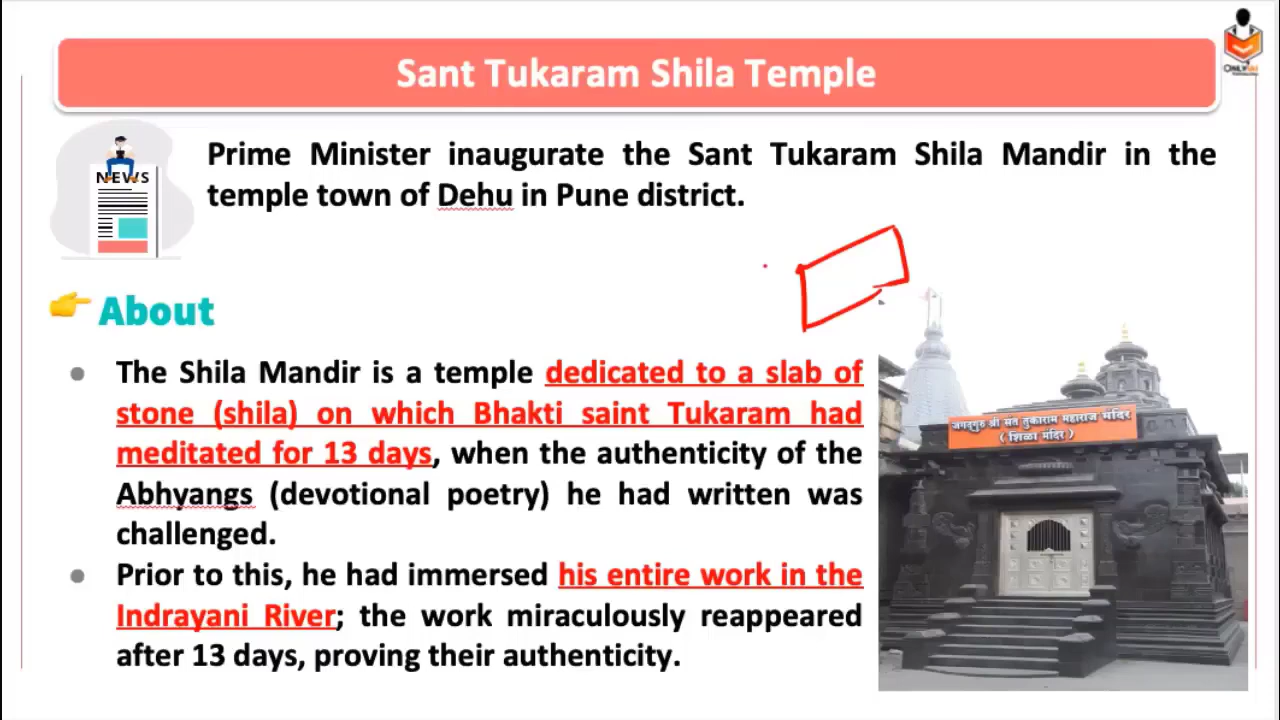 Sant Tukaram Shila Temple
NEWS
Prime Minister inaugurate the Sant Tukaram Shila Mandir in the
temple town of Dehu in Pune district.
About
The Shila Mandir is a temple dedicated to a slab of
stone (shila) on which Bhakti saint Tukaram had
meditated for 13 days, when the authenticity of the
Abhyangs (devotional poetry) he had written was
challenged.
Prior to this, he had immersed his entire work in the
Indrayani River; the work miraculously reappeared
after 13 days, proving their authenticity.
जगद्गुरु श्री संत तुकाराम महाराज मंदिर
(शिळा मंदिर)